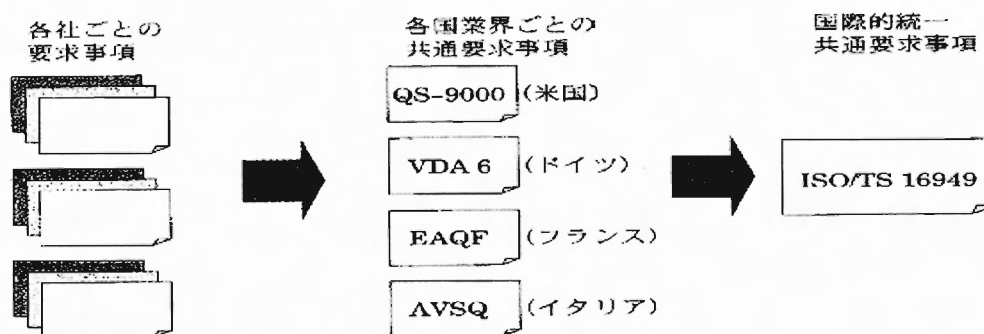 各社ごとの
要求事項
各国業界ごとの
共通要求事項
QS-9000 (米国)
VDA 6 (ドイツ)
EAQF (フランス)
AVSQ (イタリア)
国際的統一
共通要求事項
ISO/TS 16949